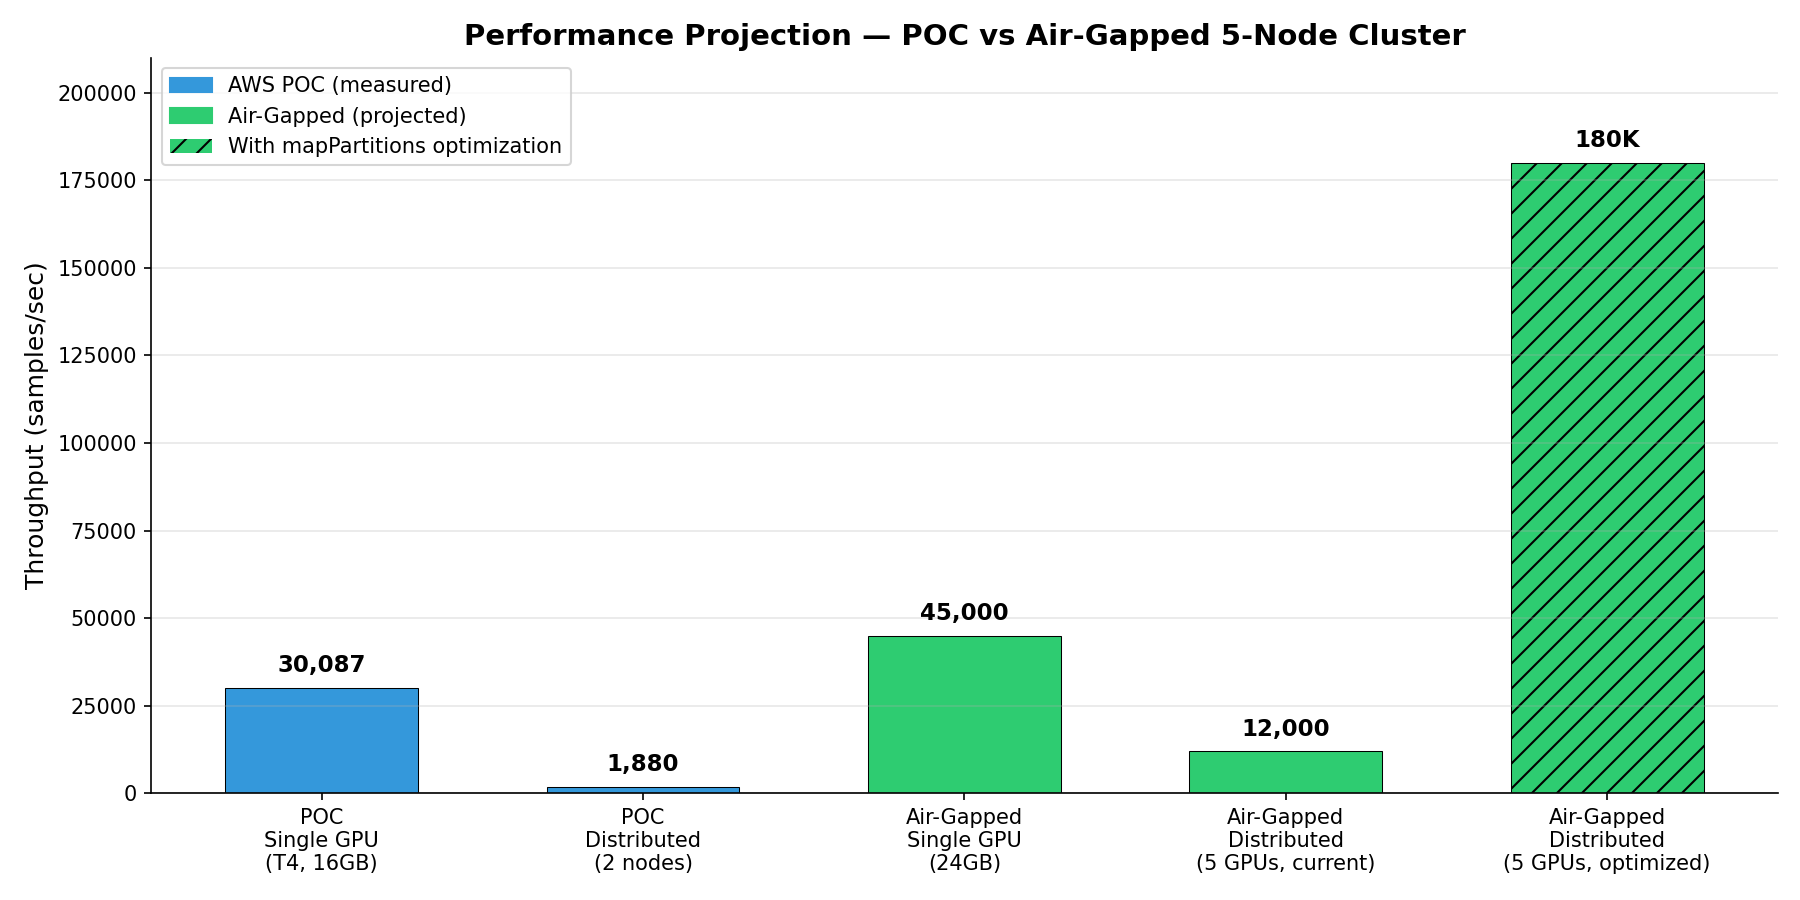 Performance Projection — POC vs Air-Gapped 5-Node Cluster
AWS POC (measured)
Air-Gapped (projected)
With mapPartitions optimization
Throughput (samples/sec)
200000
175000
150000
125000
100000
75000
50000
25000
0
30,087
1,880
45,000
12,000
180K
POC
Single GPU
(T4, 16GB)
POC
Distributed
(2 nodes)
Air-Gapped
Single GPU
(24GB)
Air-Gapped
Distributed
(5 GPUs, current)
Air-Gapped
Distributed
(5 GPUs, optimized)